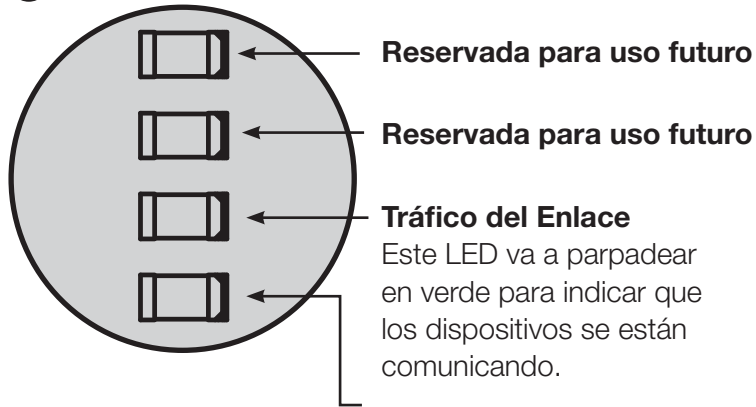 Reservada para uso futuro
Reservada para uso futuro
Tráfico del Enlace
Este LED va a parpadear
en verde para indicar que
los dispositivos se están
comunicando.